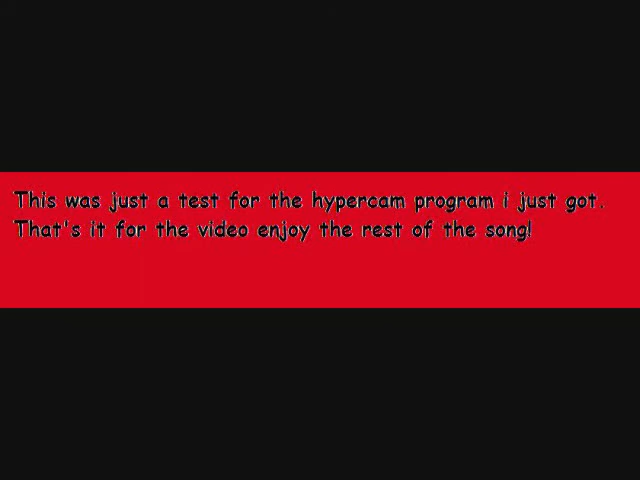 This was just a test for the hypercam program i just got.
That's it for the video enjoy the rest of the song!